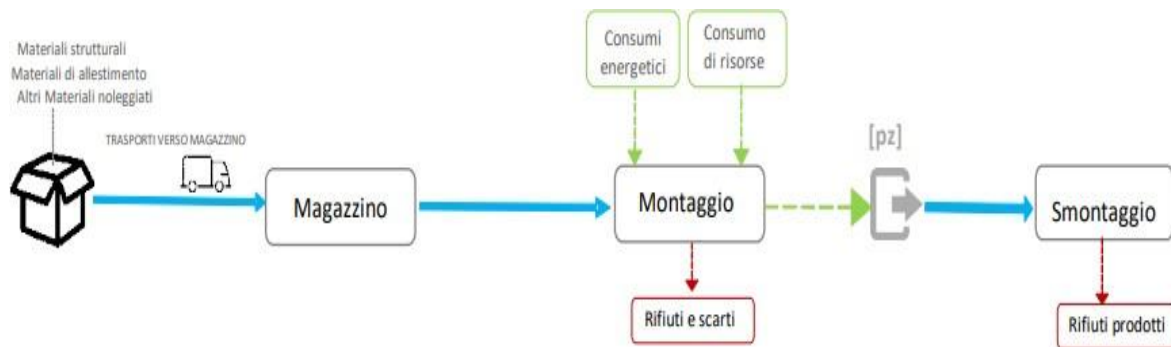 Materiali strutturali
Materiali di allestimento
Altri Materiali noleggiati
TRASPORTI VERSO MAGAZZINO
Magazzino
Consumi
energetici
Consumo
di risorse
Montaggio
Rifiuti e scarti
[pz]
Smontaggio
Rifiuti prodotti